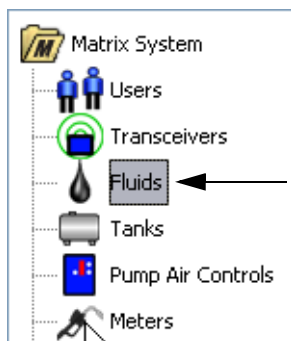 Matrix System
Users
Transceivers
Fluids
Tanks
Pump Air Controls
Meters